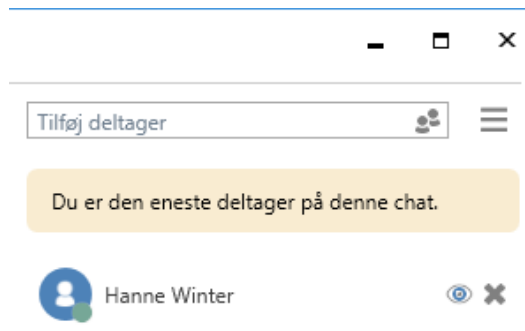 Tilføj deltager
Du er den eneste deltager på denne chat.
Hanne Winter